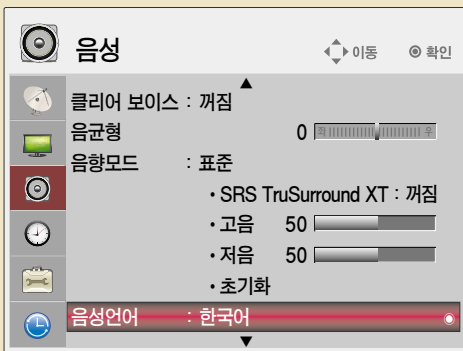 음성 이동 확인
클리어 보이스 : 꺼짐
음균형 0 좌 우
음향모드 : 표준
• SRS TruSurround XT : 꺼짐
• 고음 50
• 저음 50
• 초기화
음성언어 : 한국어